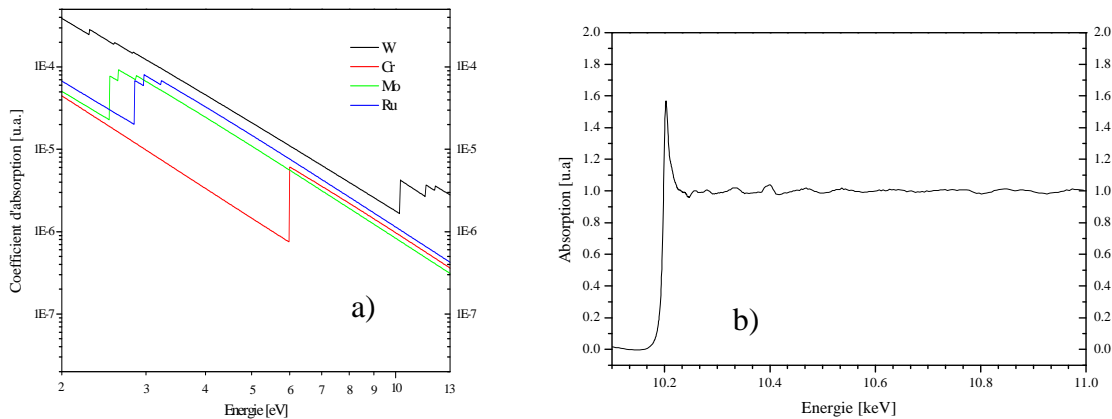 W
Cr
Mo
Ru
1E-4
1E-5
1E-6
1E-7
1E-4
1E-5
1E-6
1E-7
Coefficient d'absorption [u.a.]
2 3 4 5 6 7 8 9 10 13
Energie [eV]
a)
2.0
1.8
1.6
1.4
1.2
1.0
0.8
0.6
0.4
0.2
0.0
2.0
1.8
1.6
1.4
1.2
1.0
0.8
0.6
0.4
0.2
0.0
Absorption [u.a]
10.2 10.4 10.6 10.8 11.0
Energie [keV]
b)